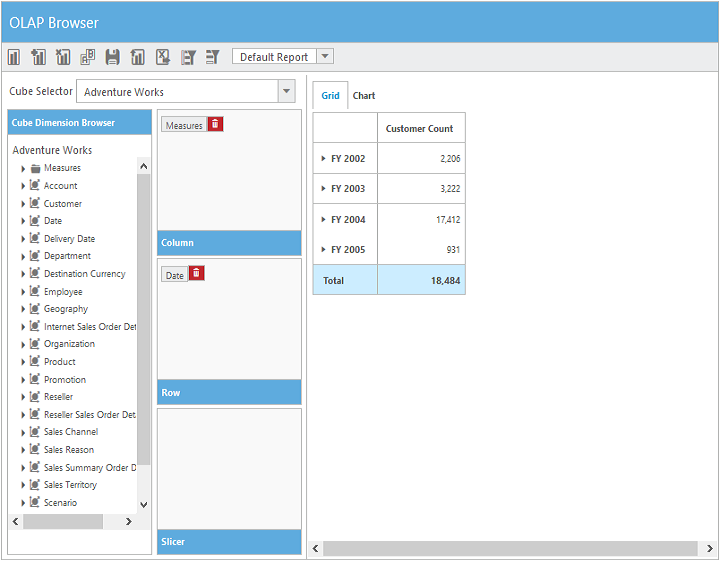 OLAP Browser
Default Report
Cube Selector
Adventure Works
Cube Dimension Browser
Adventure Works
Measures
Account
Customer
Date
Delivery Date
Department
Destination Currency
Employee
Geography
Internet Sales Order Det
Organization
Product
Promotion
Reseller
Reseller Sales Order Deta
Sales Channel
Sales Reason
Sales Summary Order D
Sales Territory
Scenario
Measures
Column
Date
Row
Slicer
Grid Chart
Customer Count
FY 2002 2,206
FY 2003 3,222
FY 2004 17,412
FY 2005 931
Total 18,484